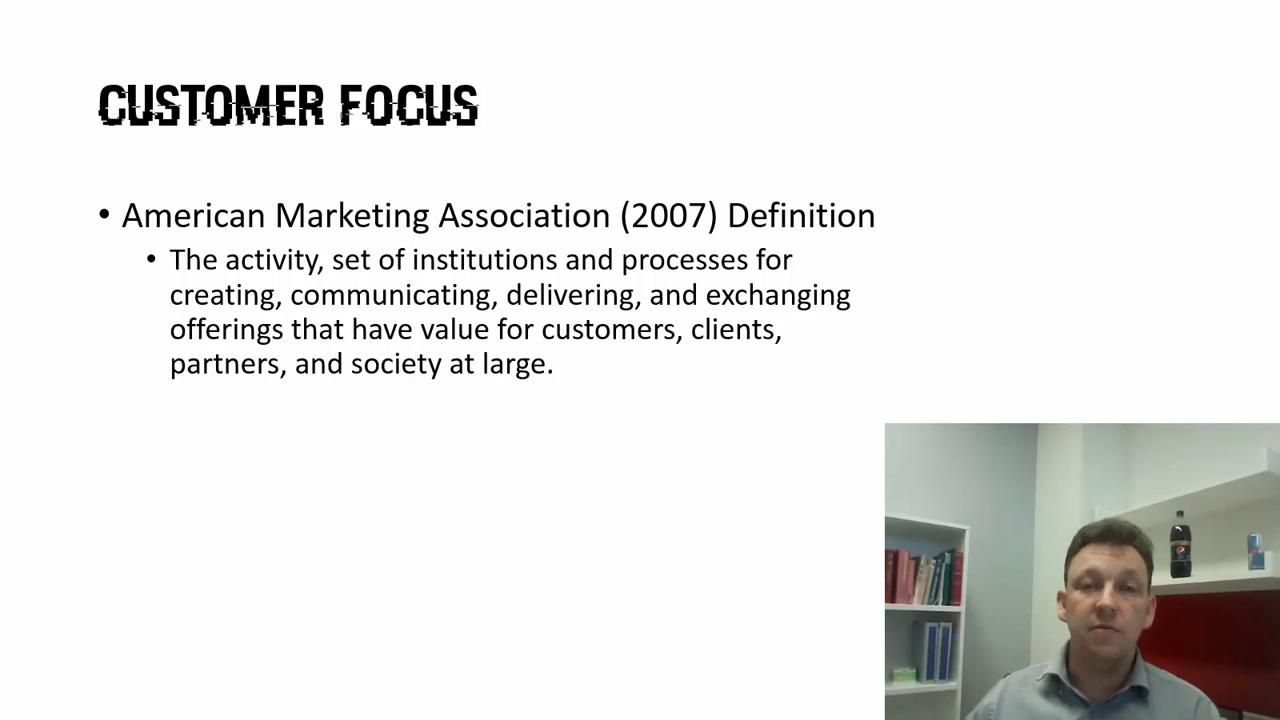 CUSTOMER FOCUS
• American Marketing Association (2007) Definition
• The activity, set of institutions and processes for
creating, communicating, delivering, and exchanging
offerings that have value for customers, clients,
partners, and society at large.